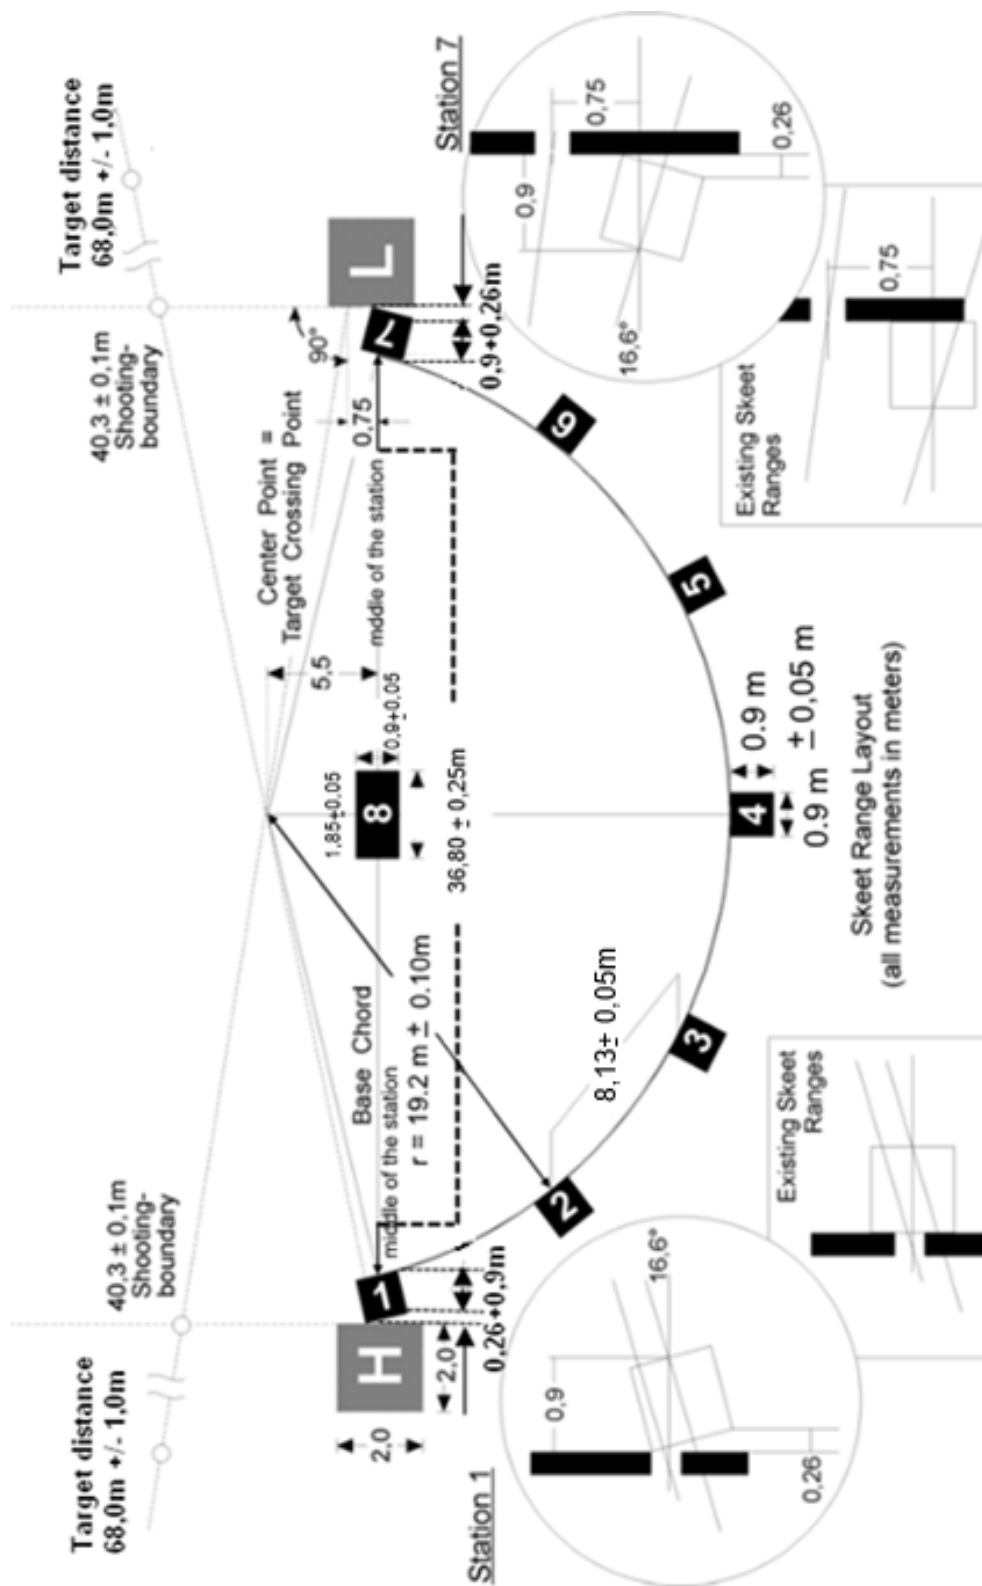 Target distance
68,0m +/- 1,0m
40,3 ± 0,1m
Shooting-
boundary
40,3 ± 0,1m
Shooting-
boundary
Target distance
68,0m +/- 1,0m
Center Point =
Target Crossing Point
90°
H
L
2,0
2,0
1
7
0,75
5,5
8
1,85±0.05
0,9±0,05
Base Chord
middle of the station
mddle of the station
r = 19.2 m ± 0.10m
36,80 ± 0,25m
0,26+0,9m
0,9+0,26m
2
3
4
5
6
8,13± 0,05m
0.9 m
0.9 m ± 0,05 m
Skeet Range Layout
(all measurements in meters)
Station 1
0,9
16,6°
0,26
Existing Skeet
Ranges
Station 7
0,9
0,75
16,6°
0,26
Existing Skeet
Ranges
0,75